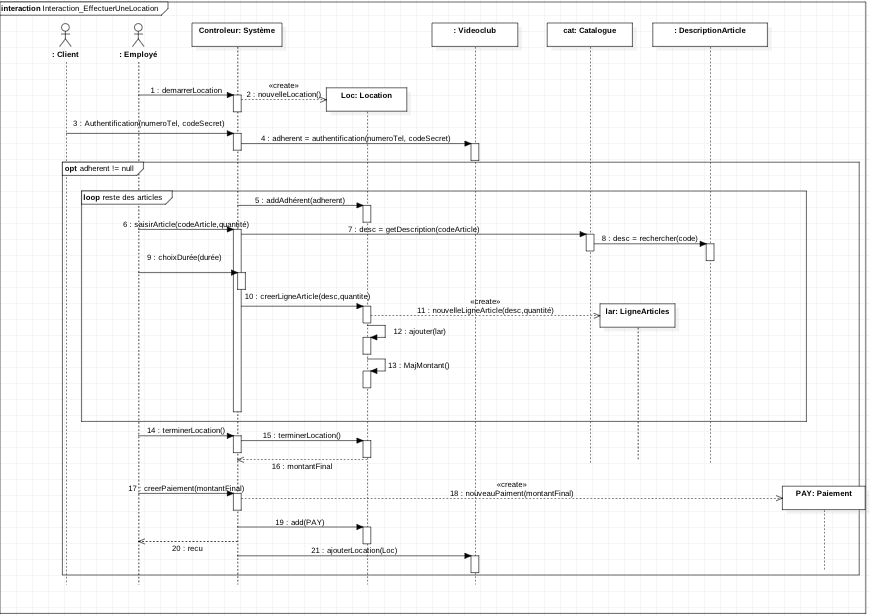 interaction Interaction_EffectuerUneLocation
: Client
: Employé
Controleur: Système
: Videoclub
cat: Catalogue
: DescriptionArticle
1 : demarrerLocation
«create»
2 : nouvelleLocation()
Loc: Location
3 : Authentification(numeroTel, codeSecret)
4 : adherent = authentification(numeroTel, codeSecret)
opt adherent != null
loop reste des articles
5 : addAdhérent(adherent)
6 : saisirArticle(codeArticle,quantité)
7 : desc = getDescription(codeArticle)
8 : desc = rechercher(code)
9 : choixDurée(durée)
10 : creerLigneArticle(desc,quantite)
«create»
11 : nouvelleLigneArticle(desc,quantité)
lar: LigneArticles
12 : ajouter(lar)
13 : MajMontant()
14 : terminerLocation()
15 : terminerLocation()
16 : montantFinal
17 : creerPaiement(montantFinal)
«create»
18 : nouveauPaiment(montantFinal)
PAY: Paiement
19 : add(PAY)
20 : recu
21 : ajouterLocation(Loc)